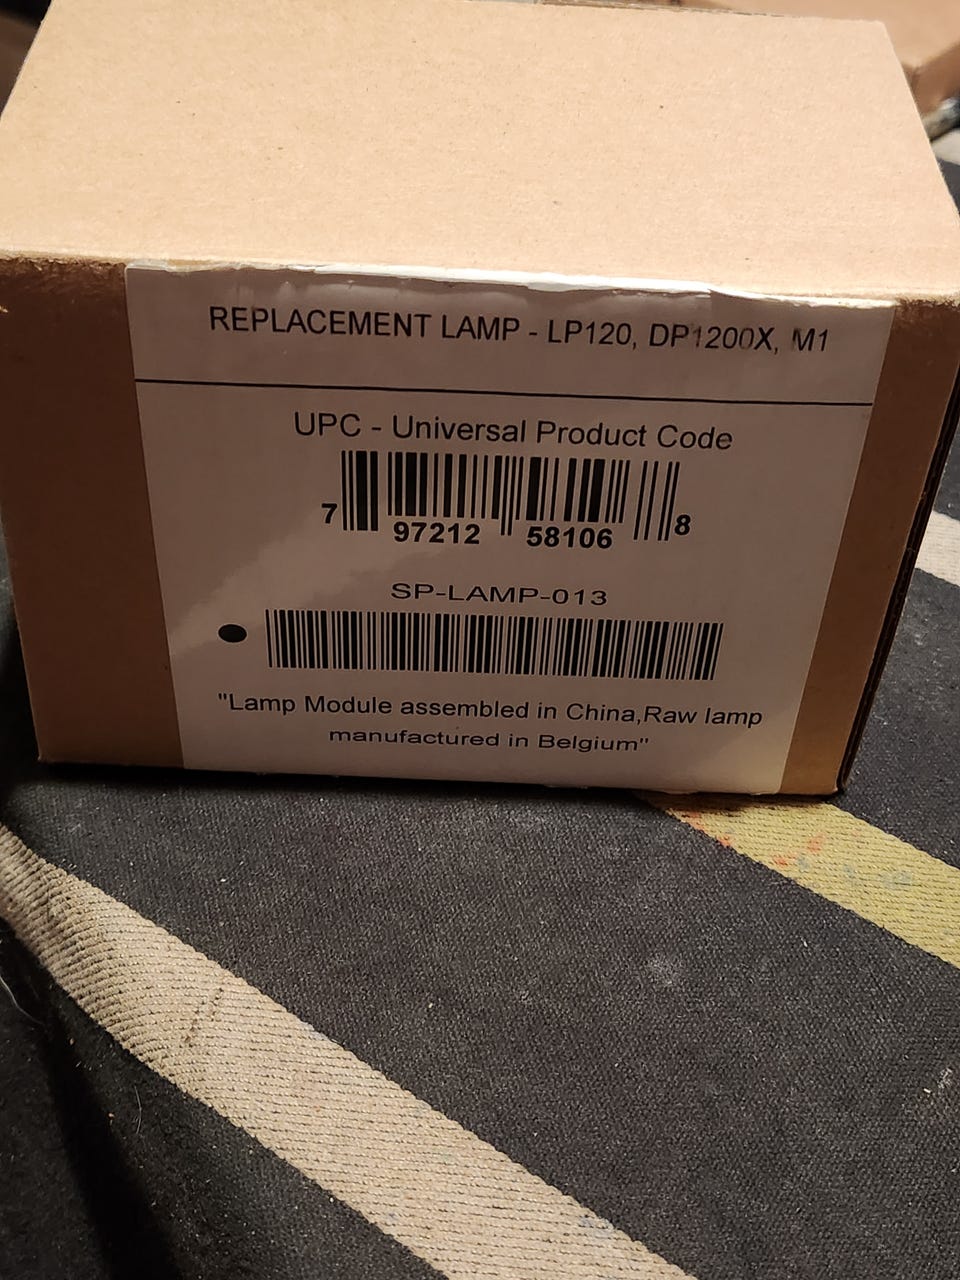 REPLACEMENT LAMP - LP120, DP1200X, M1
UPC - Universal Product Code
7 97212 58106 8
SP-LAMP-013
"Lamp Module assembled in China,Raw lamp
manufactured in Belgium"